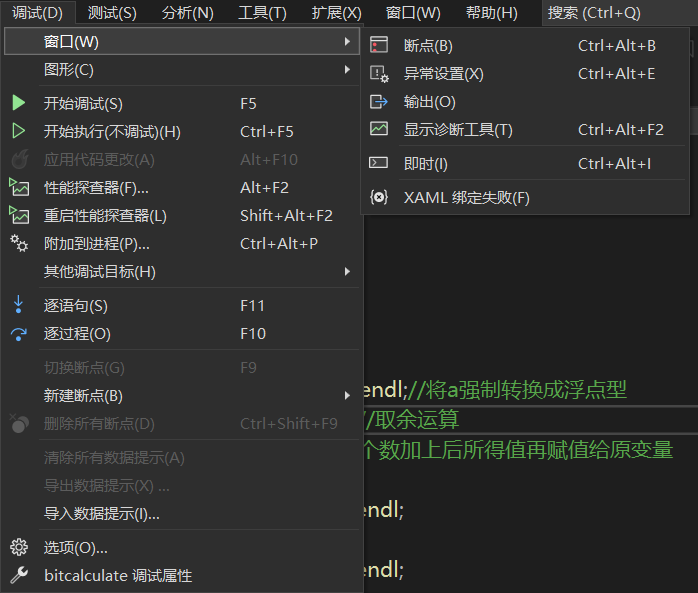 调试(D) 测试(S) 分析(N) 工具(T) 扩展(X) 窗口(W) 帮助(H) 搜索 (Ctrl+Q)
窗口(W)
图形(C)
开始调试(S) F5
开始执行(不调试)(H) Ctrl+F5
应用代码更改(A) Alt+F10
性能探查器(F)... Alt+F2
重启性能探查器(L) Shift+Alt+F2
附加到进程(P)... Ctrl+Alt+P
其他调试目标(H)
逐语句(S) F11
逐过程(O) F10
切换断点(G) F9
新建断点(B)
删除所有断点(D) Ctrl+Shift+F9
清除所有数据提示(A)
导出数据提示(X) ...
导入数据提示(I)...
选项(O)...
bitcalculate 调试属性
断点(B) Ctrl+Alt+B
异常设置(X) Ctrl+Alt+E
输出(O)
显示诊断工具(T) Ctrl+Alt+F2
即时(I) Ctrl+Alt+I
XAML 绑定失败(F)
endl;//将a强制转换成浮点型
//取余运算
个数加上后所得值再赋值给原变量
endl;
endl;